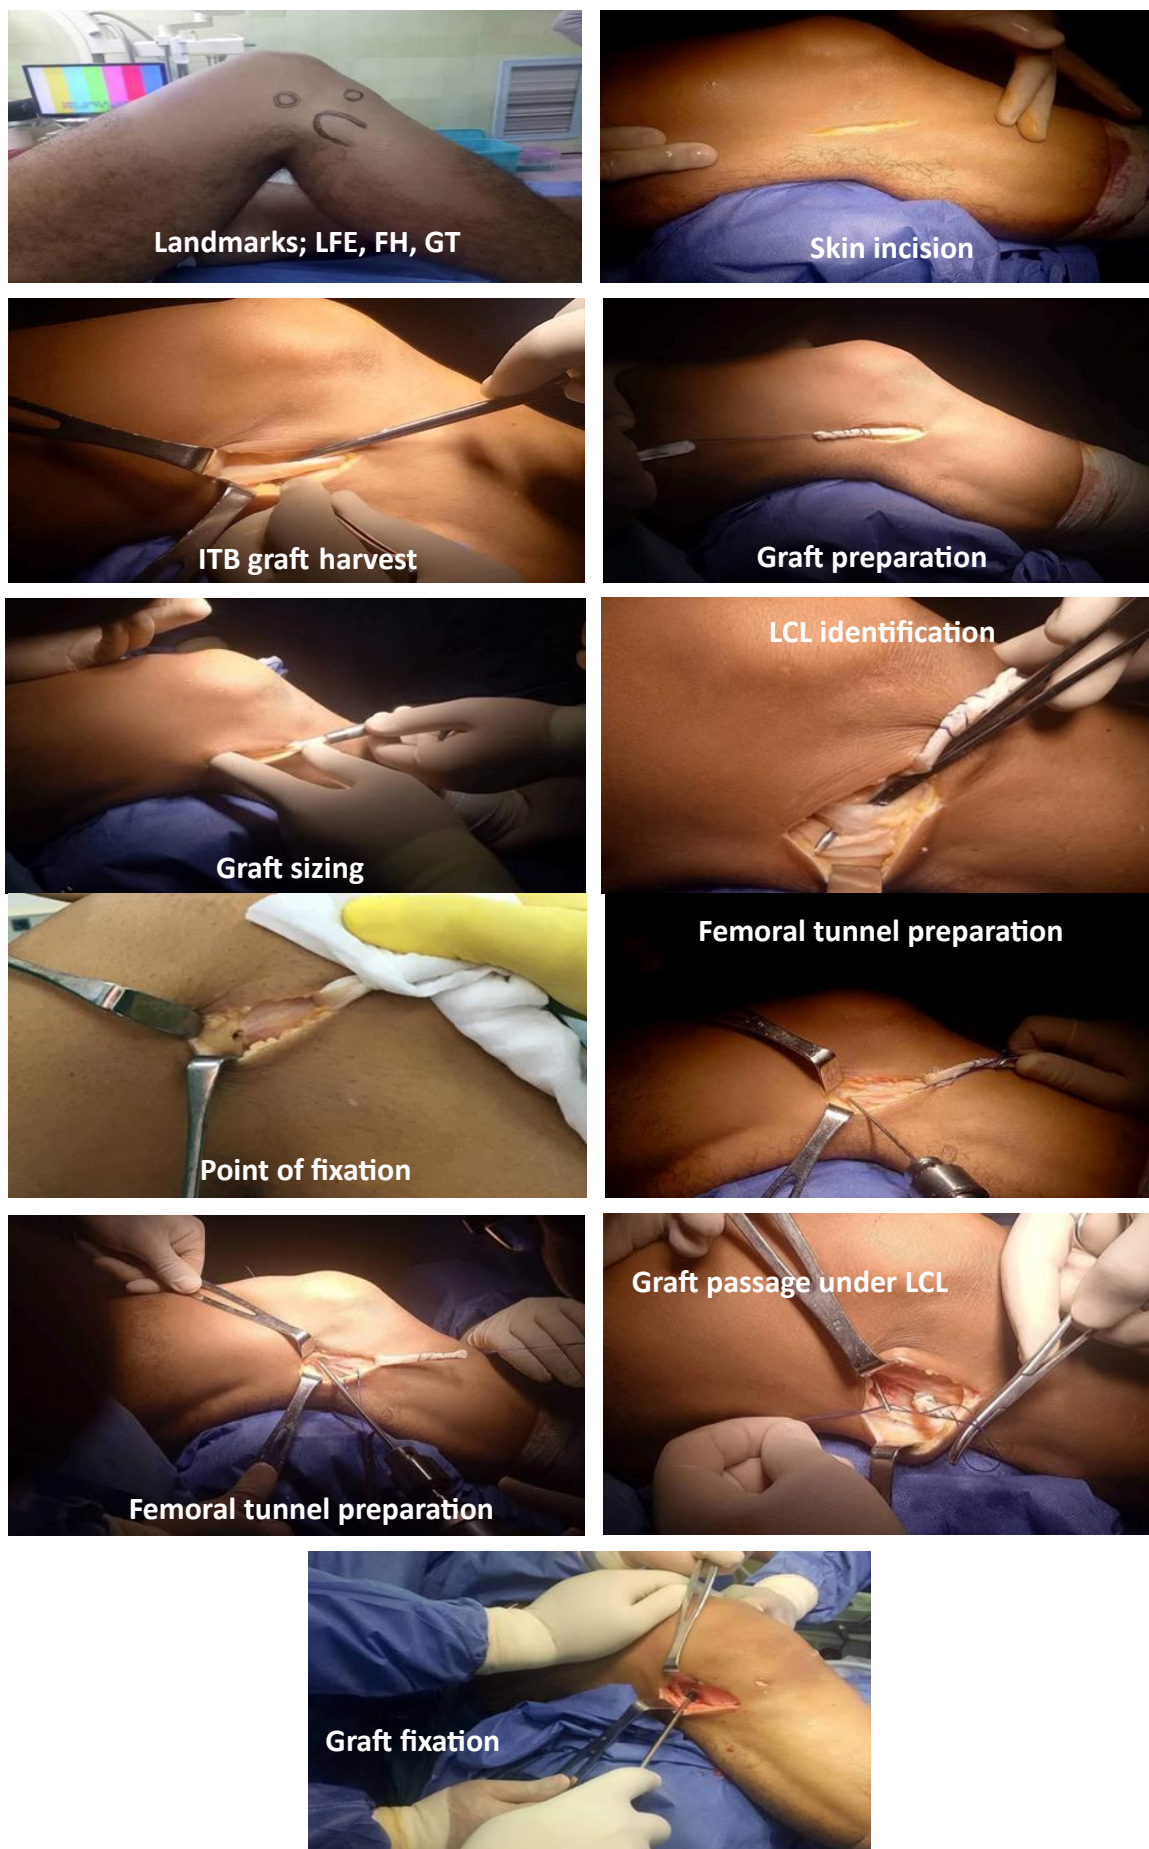 Landmarks; LFE, FH, GT
Skin incision
ITB graft harvest
Graft preparation
Graft sizing
LCL identification
Point of fixation
Femoral tunnel preparation
Femoral tunnel preparation
Graft passage under LCL
Graft fixation